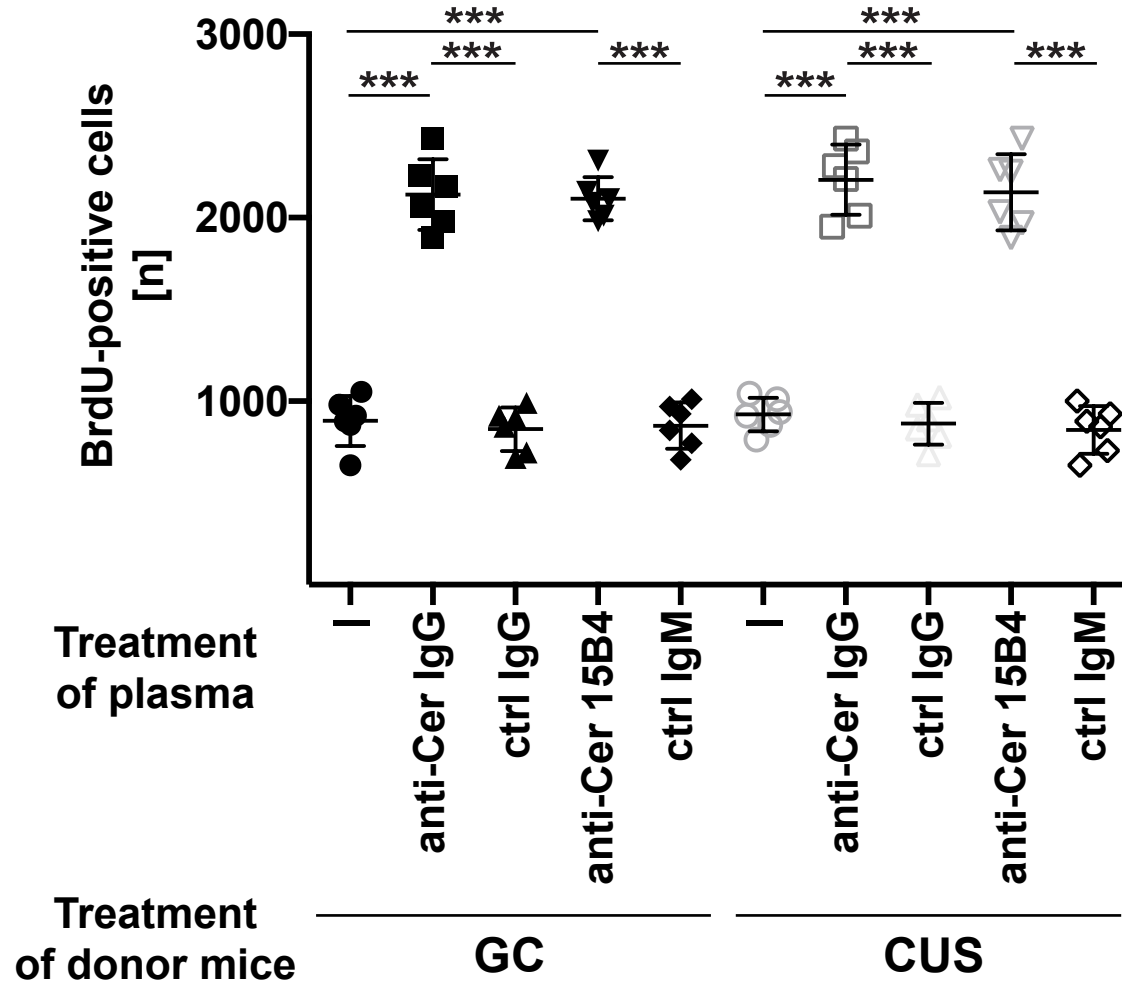 *** ***
3000
*** *** *** ***
*** ***
BrdU-positive cells
[n]
2000
1000
Treatment
of plasma
–
anti-Cer IgG
ctrl IgG
anti-Cer 15B4
ctrl IgM
–
anti-Cer IgG
ctrl IgG
anti-Cer 15B4
ctrl IgM
Treatment
of donor mice
GC
CUS